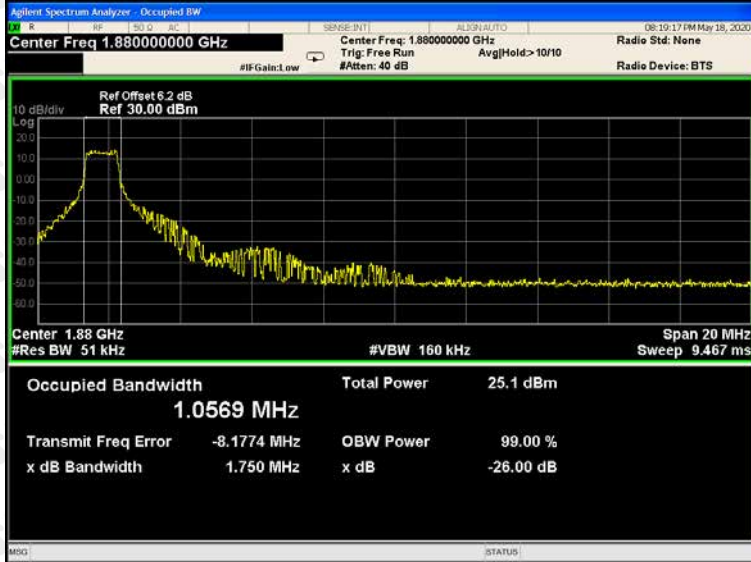 Agilent Spectrum Analyzer - Occupied BW
R RF 50 Ω AC SENSE:INT ALIGN AUTO 08:19:17 PM May 18, 2020
Center Freq 1.880000000 GHz Center Freq: 1.880000000 GHz Radio Std: None
Trig: Free Run Avg|Hold:>10/10
#IFGain:Low #Atten: 40 dB Radio Device: BTS
Ref Offset 6.2 dB
10 dB/div Ref 30.00 dBm
Log
20.0
10.0
0.00
-10.0
-20.0
-30.0
-40.0
-50.0
-60.0
Center 1.88 GHz Span 20 MHz
#Res BW 51 kHz #VBW 160 kHz Sweep 9.467 ms
Occupied Bandwidth Total Power 25.1 dBm
1.0569 MHz
Transmit Freq Error -8.1774 MHz OBW Power 99.00 %
x dB Bandwidth 1.750 MHz x dB -26.00 dB
MSG STATUS